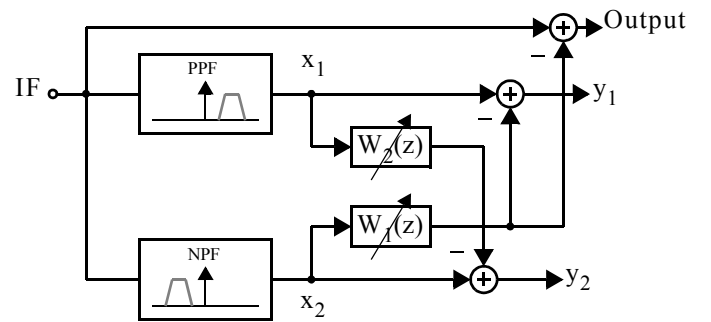 Output
x1
PPF
IF
y1
W2(z)
W1(z)
NPF
y2
x2